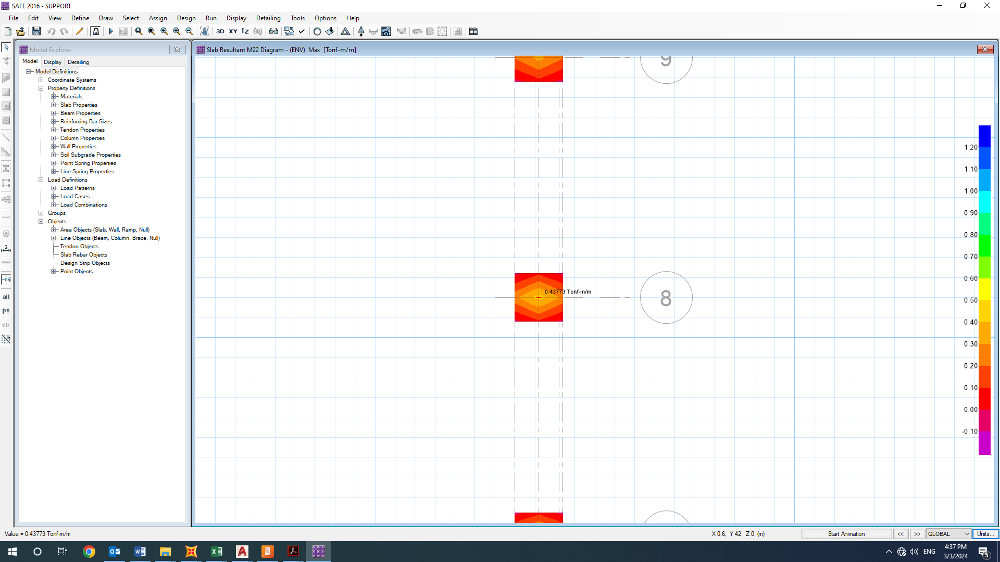 SAFE 2016 - SUPPORT
File Edit View Define Draw Select Assign Design Run Display Detailing Tools Options Help
3D XY
Model Explorer
Model Display Detailing
Model Definitions
Coordinate Systems
Property Definitions
Materials
Slab Properties
Beam Properties
Reinforcing Bar Sizes
Tendon Properties
Column Properties
Wall Properties
Soil Subgrade Properties
Point Spring Properties
Line Spring Properties
Load Definitions
Load Patterns
Load Cases
Load Combinations
Groups
Objects
Area Objects (Slab, Wall, Ramp, Null)
Line Objects (Beam, Column, Brace, Null)
Tendon Objects
Slab Rebar Objects
Design Strip Objects
Point Objects
2
all
ps
clr
Slab Resultant M22 Diagram - (ENV) Max [Tonf-m/m]
9
0.43773 Tonf-m/m
8
1.20
1.10
1.00
0.90
0.80
0.70
0.60
0.50
0.40
0.30
0.20
0.10
0.00
-0.10
Value = 0.43773 Tonf-m/m
X 0.6, Y 42, Z 0 (m)
Start Animation << >> GLOBAL Units...
ENG
4:37 PM
3/3/2024
5